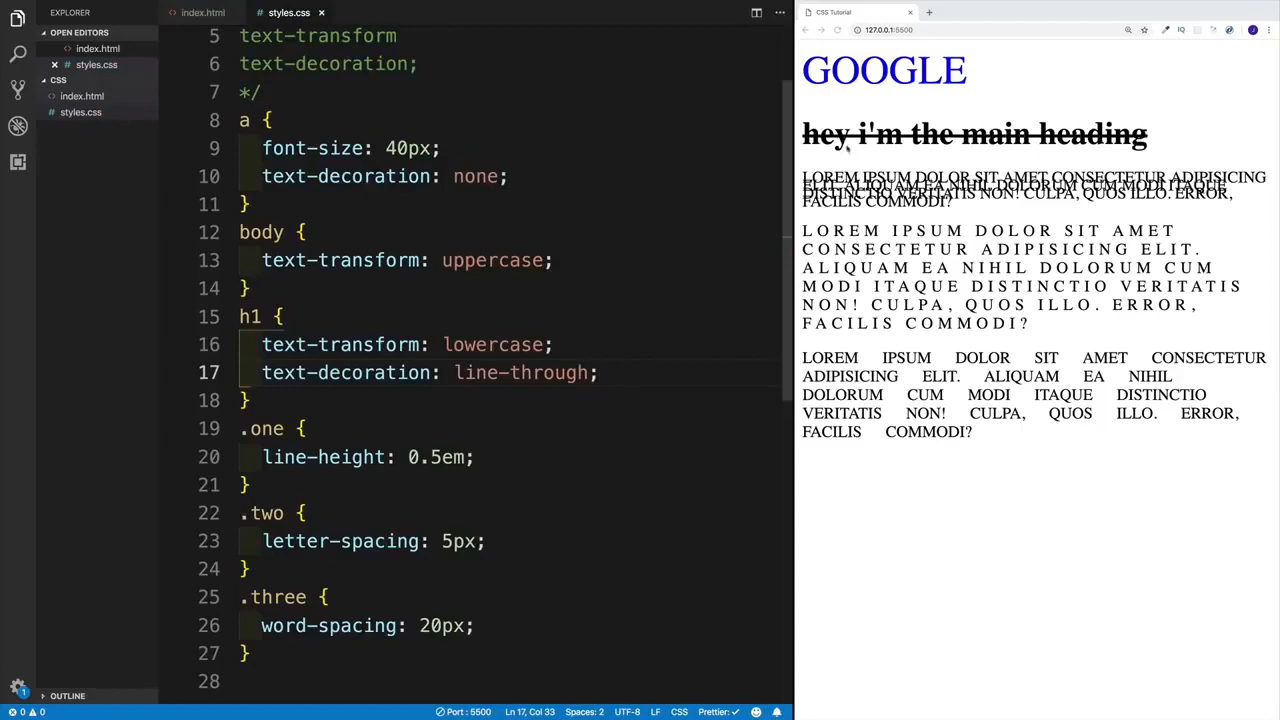 EXPLORER
OPEN EDITORS
index.html
styles.css
CSS
index.html
styles.css
OUTLINE
index.html
styles.css
5 text-transform
6 text-decoration;
7 */
8 a {
9 font-size: 40px;
10 text-decoration: none;
11 }
12 body {
13 text-transform: uppercase;
14 }
15 h1 {
16 text-transform: lowercase;
17 text-decoration: line-through;
18 }
19 .one {
20 line-height: 0.5em;
21 }
22 .two {
23 letter-spacing: 5px;
24 }
25 .three {
26 word-spacing: 20px;
27 }
28
1
0 0
Port : 5500 Ln 17, Col 33 Spaces: 2 UTF-8 LF CSS Prettier: ✓
CSS Tutorial
127.0.0.1:5500
GOOGLE
hey i'm the main heading
LOREM IPSUM DOLOR SIT AMET CONSECTETUR ADIPISICING
ELIT. ALIQUAM EA NIHIL DOLORUM CUM MODI ITAQUE
DISTINCTIO VERITATIS NON! CULPA, QUOS ILLO. ERROR,
FACILIS COMMODI?
LOREM IPSUM DOLOR SIT AMET
CONSECTETUR ADIPISICING ELIT.
ALIQUAM EA NIHIL DOLORUM CUM
MODI ITAQUE DISTINCTIO VERITATIS
NON! CULPA, QUOS ILLO. ERROR,
FACILIS COMMODI?
LOREM IPSUM DOLOR SIT AMET CONSECTETUR
ADIPISICING ELIT. ALIQUAM EA NIHIL
DOLORUM CUM MODI ITAQUE DISTINCTIO
VERITATIS NON! CULPA, QUOS ILLO. ERROR,
FACILIS COMMODI?